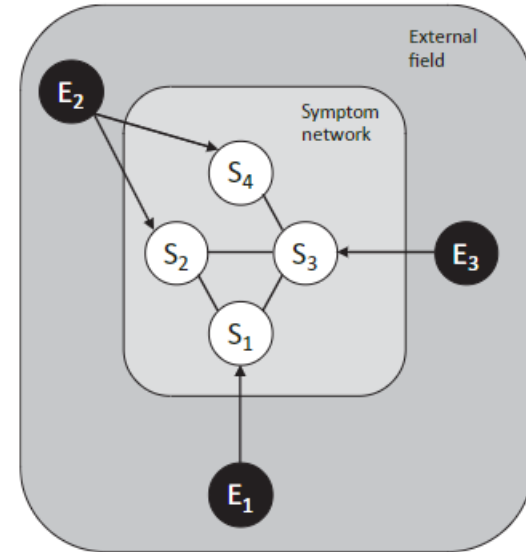 External
field
E₂
Symptom
network
S₄
S₂
S₃
E₃
S₁
E₁